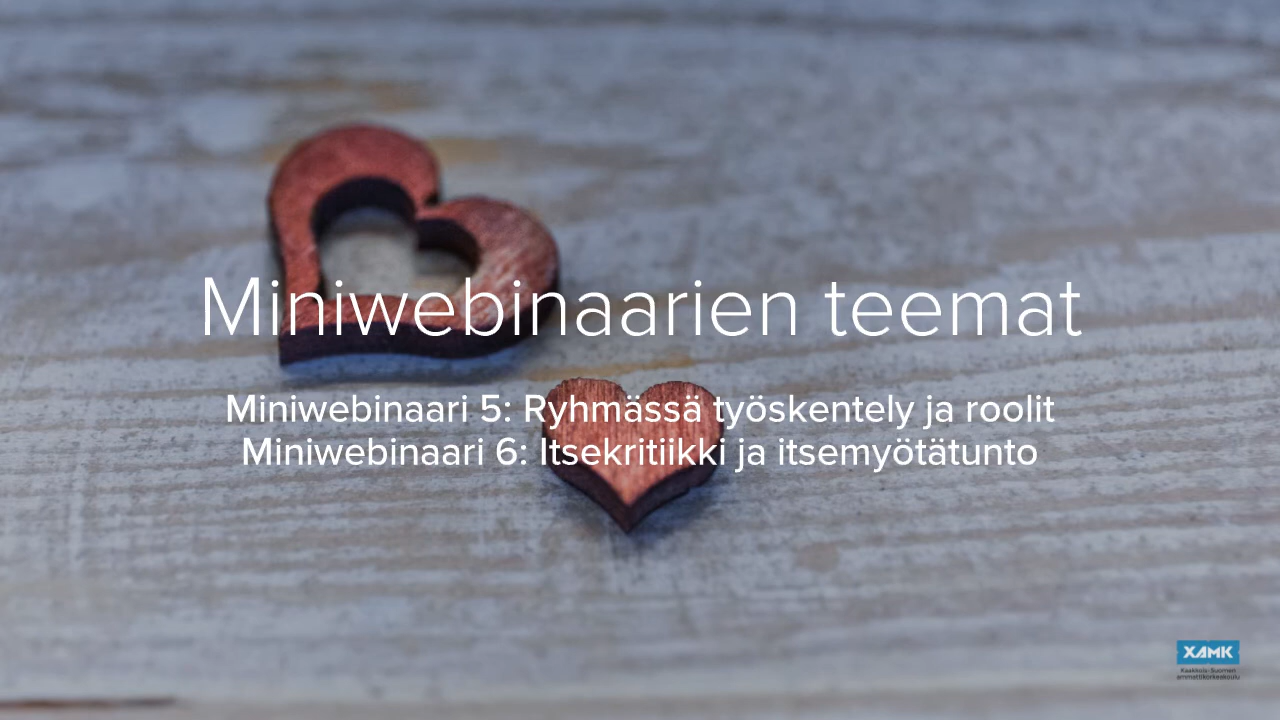 Miniwebinaarien teemat
Miniwebinaari 5: Ryhmässä työskentely ja roolit
Miniwebinaari 6: Itsekritiikki ja itsemyötätunto
XAMK
Kaakkois-Suomen
ammattikorkeakoulu